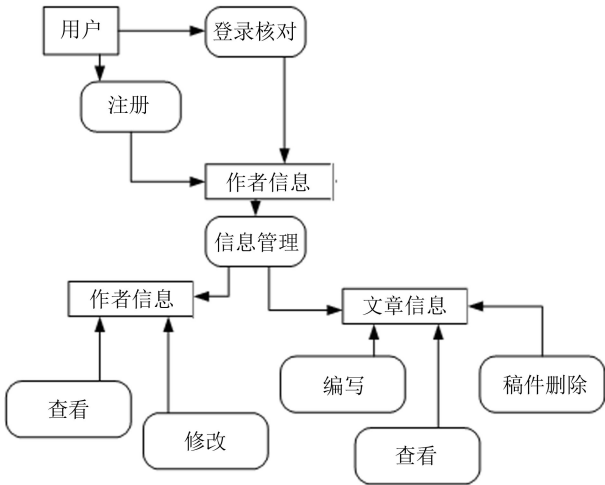 用户
登录核对
注册
作者信息
信息管理
作者信息
文章信息
查看
修改
编写
查看
稿件删除